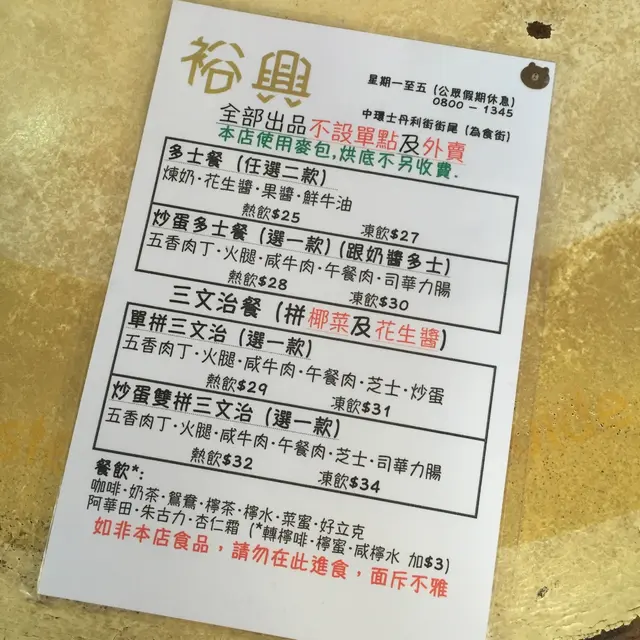 裕興
星期一至五 (公眾假期休息)
0800 - 1345
中環士丹利街街尾 (為食街)
全部出品不設單點及外賣
本店使用麥包,烘底不另收費.
多士餐 (任選二款)
煉奶·花生醬·果醬·鮮牛油
熱飲$25 凍飲$27
炒蛋多士餐 (選一款) (跟奶醬多士)
五香肉丁·火腿·咸牛肉·午餐肉·司華力腸
熱飲$28 凍飲$30
三文治餐 (拼椰菜及花生醬)
單拼三文治 (選一款)
五香肉丁·火腿·咸牛肉·午餐肉·芝士·炒蛋
熱飲$29 凍飲$31
炒蛋雙拼三文治 (選一款)
五香肉丁·火腿·咸牛肉·午餐肉·芝士·司華力腸
熱飲$32 凍飲$34
餐飲*:
咖啡·奶茶·鴛鴦·檸茶·檸水·菜蜜·好立克
阿華田·朱古力·杏仁霜 (*轉檸啡·檸蜜·咸檸水 加$3)
如非本店食品，請勿在此進食，面斥不雅